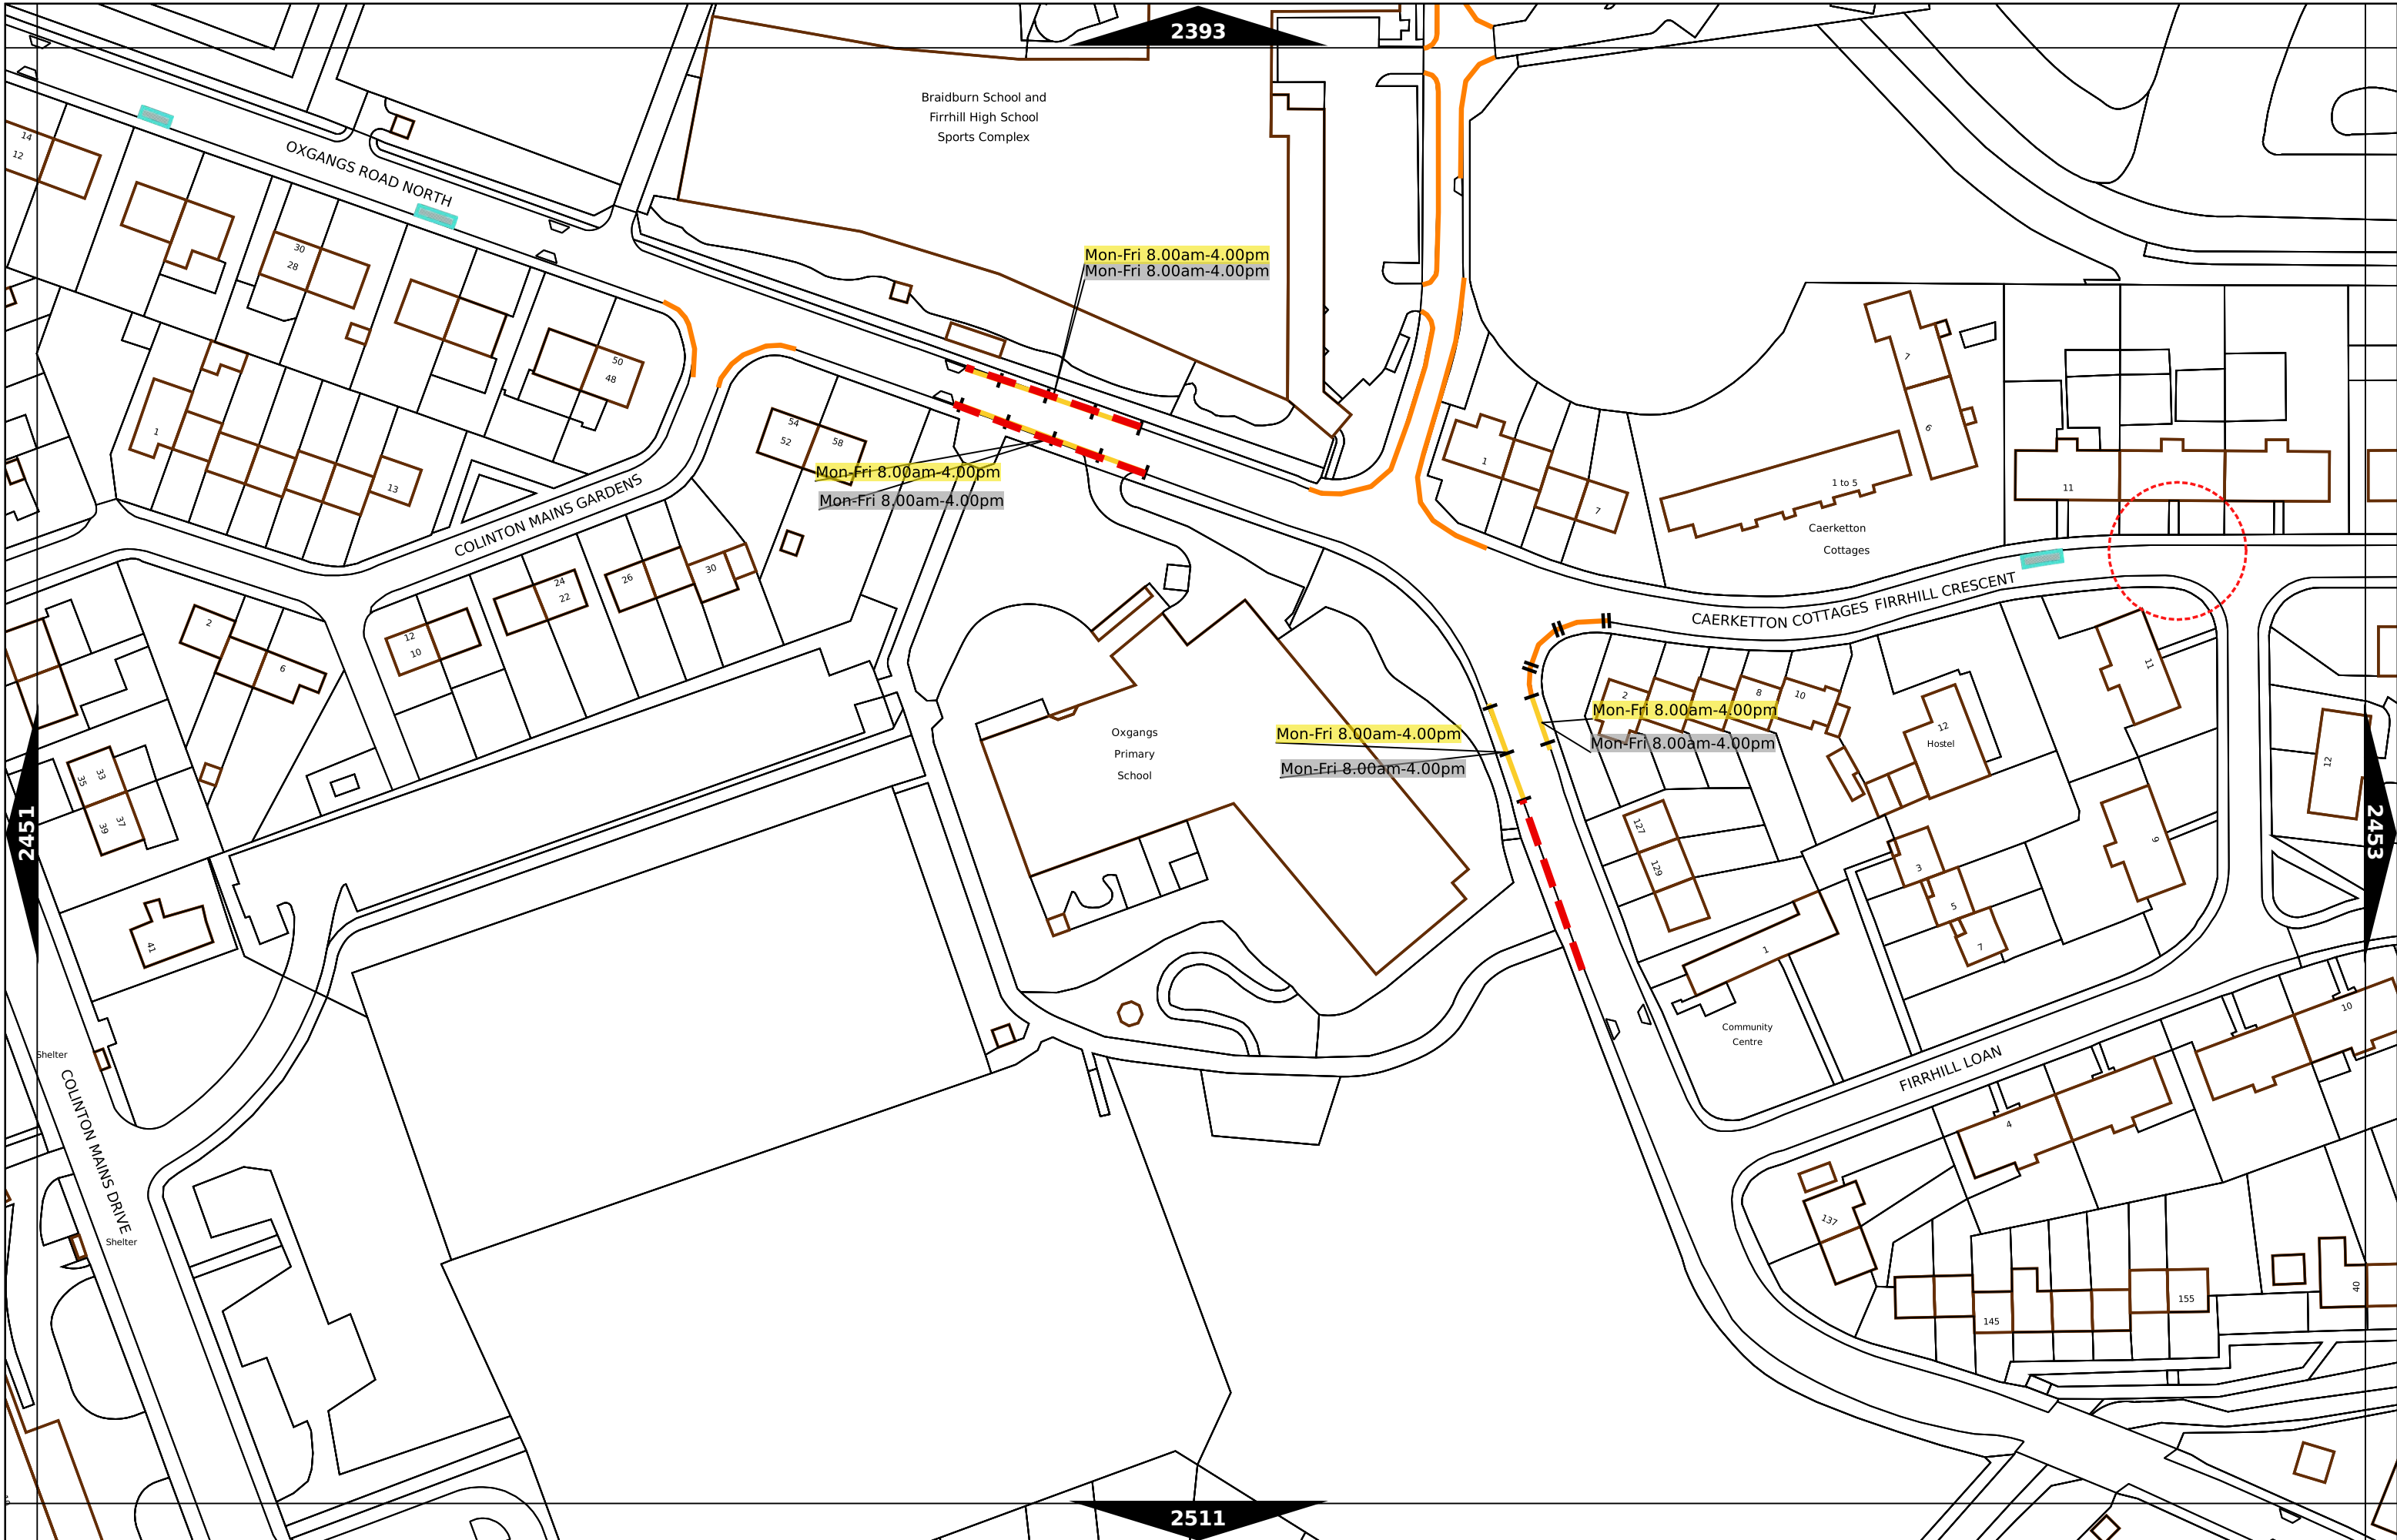 2393
Braidburn School and
Firrhill High School
Sports Complex
14
12
OXGANGS ROAD NORTH
30
28
Mon-Fri 8.00am-4.00pm
Mon-Fri 8.00am-4.00pm
50
48
54
52
58
1
13
7
6
1
7
1 to 5
11
Mon-Fri 8.00am-4.00pm
Mon-Fri 8.00am-4.00pm
Caerketton
Cottages
COLINTON MAINS GARDENS
24
22
26
30
CAERKETTON COTTAGES
FIRRHILL CRESCENT
2
6
12
10
11
2
8
10
12
Hostel
Mon-Fri 8.00am-4.00pm
Mon-Fri 8.00am-4.00pm
Mon-Fri 8.00am-4.00pm
Mon-Fri 8.00am-4.00pm
Oxgangs
Primary
School
12
35
33
39
37
2451
2453
127
129
3
5
7
9
41
1
Community
Centre
10
Shelter
COLINTON MAINS DRIVE
Shelter
FIRRHILL LOAN
4
137
145
155
40
2511